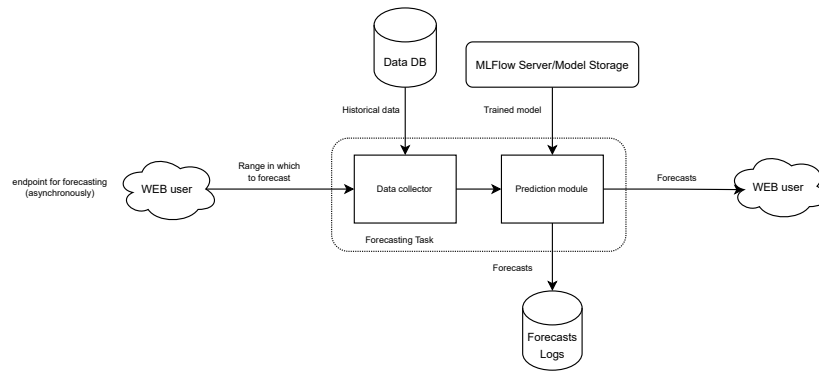 Data DB
MLFlow Server/Model Storage
Historical data
Trained model
endpoint for forecasting
(asynchronously)
WEB user
Range in which
to forecast
Data collector
Prediction module
Forecasts
WEB user
Forecasting Task
Forecasts
Forecasts
Logs